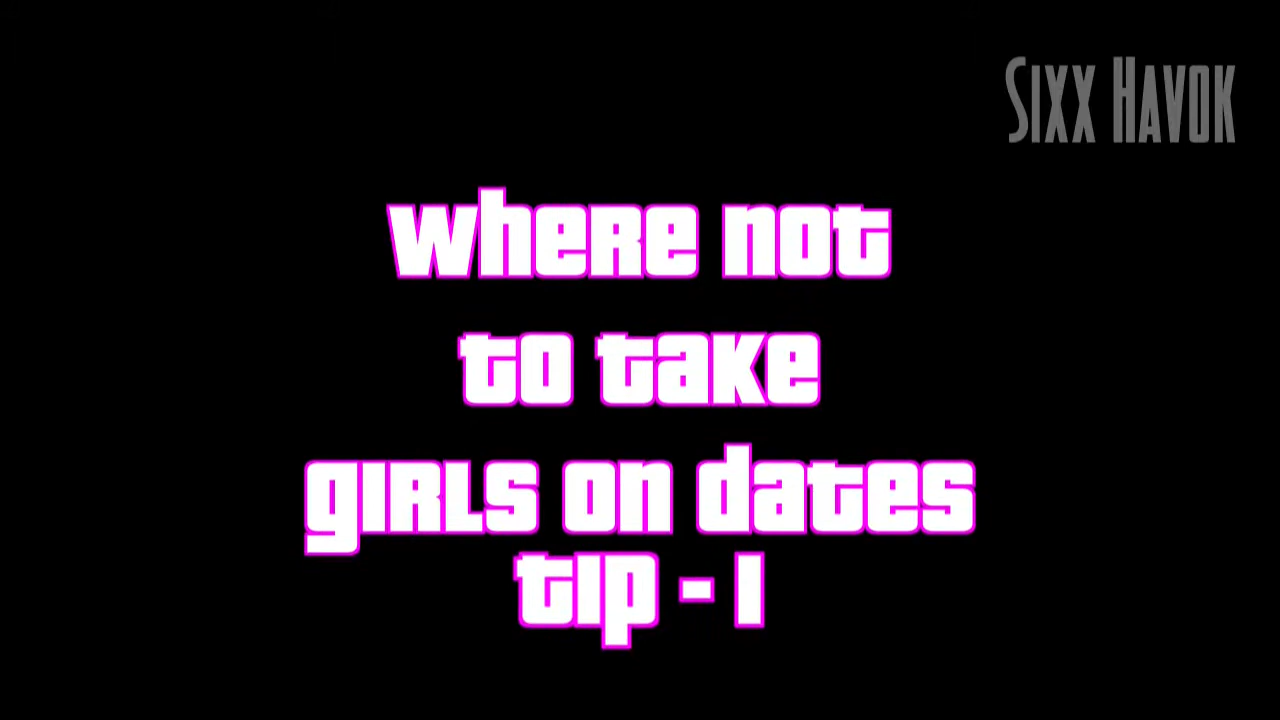 Sixx Havok
where not
to take
girls on dates
tip - 1